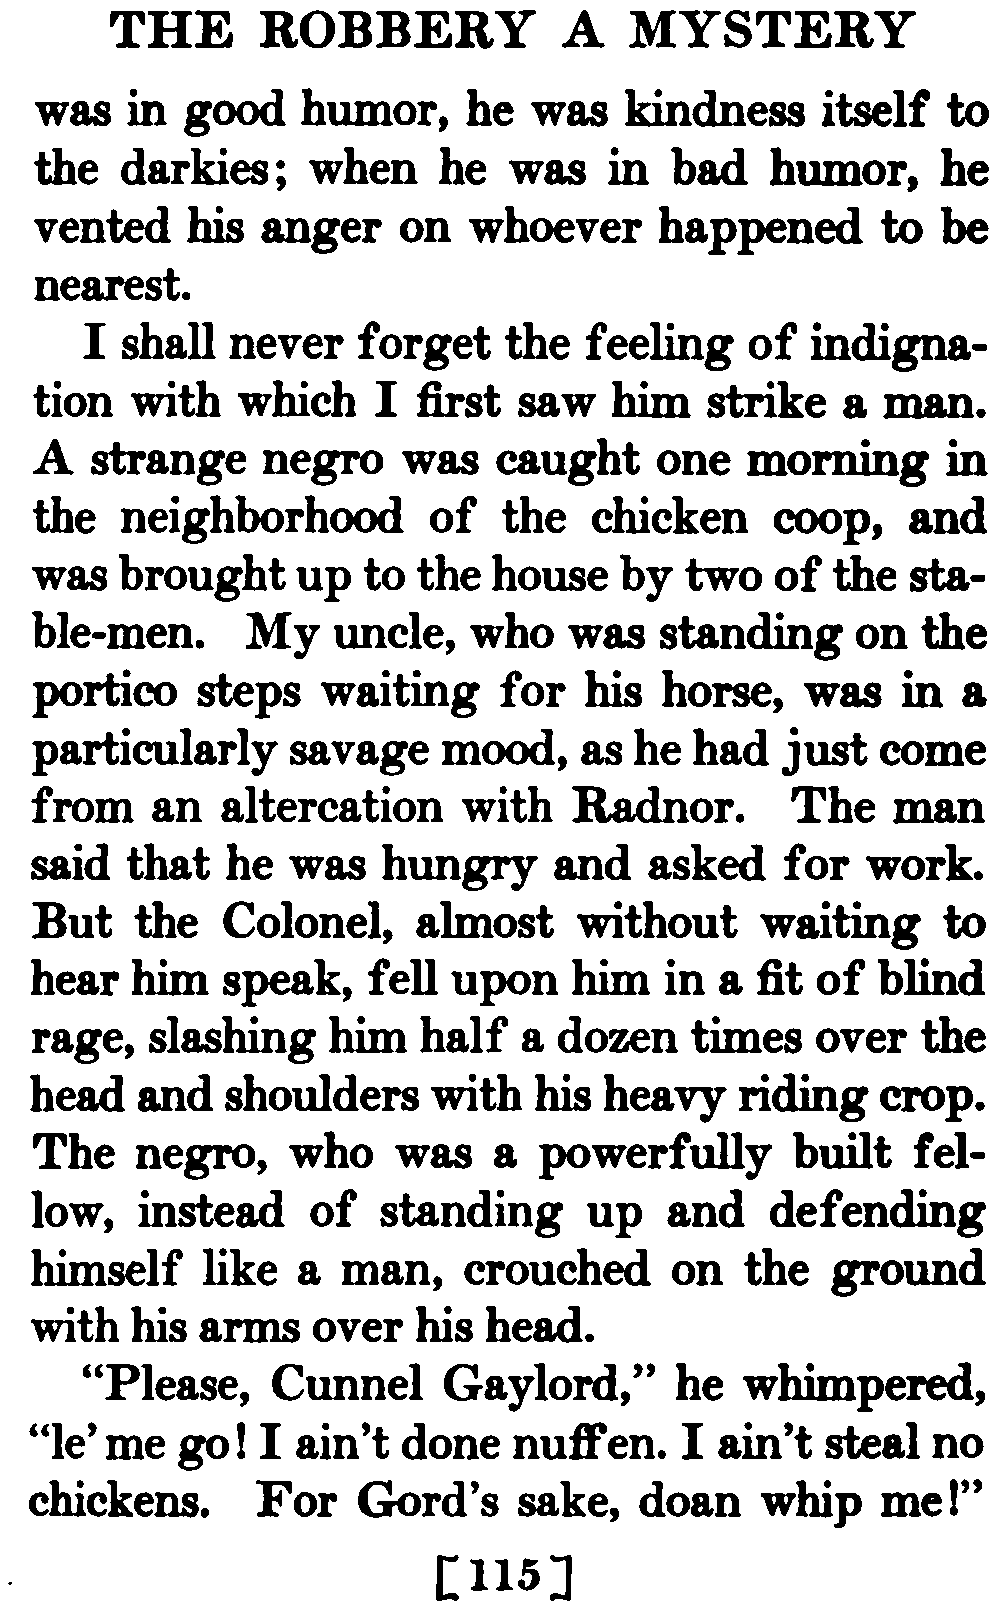 THE ROBBERY A MYSTERY
was in good humor, he was kindness itself to
the darkies; when he was in bad humor, he
vented his anger on whoever happened to be
nearest.
I shall never forget the feeling of indigna-
tion with which I first saw him strike a man.
A strange negro was caught one morning in
the neighborhood of the chicken coop, and
was brought up to the house by two of the sta-
ble-men. My uncle, who was standing on the
portico steps waiting for his horse, was in a
particularly savage mood, as he had just come
from an altercation with Radnor. The man
said that he was hungry and asked for work.
But the Colonel, almost without waiting to
hear him speak, fell upon him in a fit of blind
rage, slashing him half a dozen times over the
head and shoulders with his heavy riding crop.
The negro, who was a powerfully built fel-
low, instead of standing up and defending
himself like a man, crouched on the ground
with his arms over his head.
"Please, Cunnel Gaylord," he whimpered,
"le' me go! I ain't done nuffen. I ain't steal no
chickens. For Gord's sake, doan whip me!"
[115]